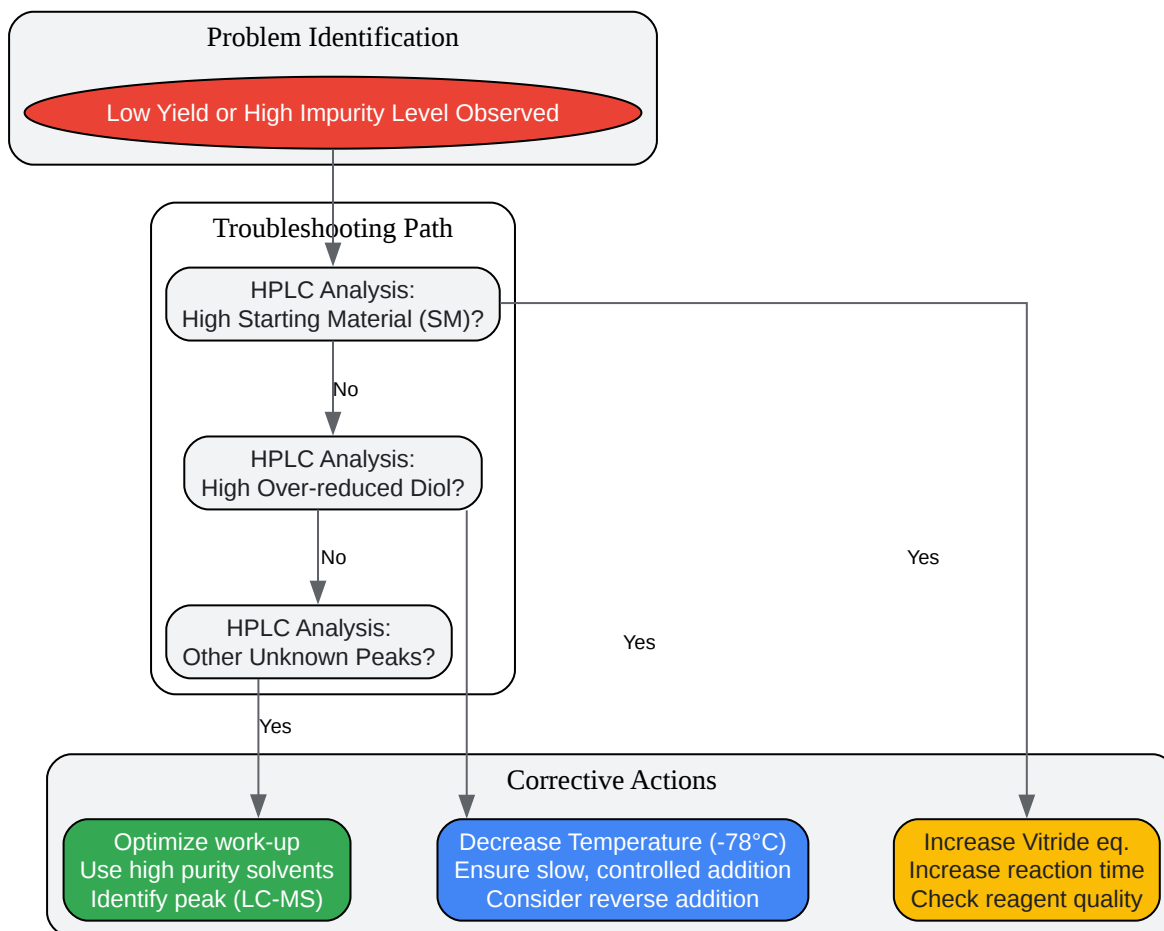 Problem Identification
Low Yield or High Impurity Level Observed
Troubleshooting Path
HPLC Analysis:
High Starting Material (SM)?
No
HPLC Analysis:
High Over-reduced Diol?
No
Yes
HPLC Analysis:
Other Unknown Peaks?
Yes
Yes
Corrective Actions
Optimize work-up
Use high purity solvents
Identify peak (LC-MS)
Decrease Temperature (-78°C)
Ensure slow, controlled addition
Consider reverse addition
Increase Vitride eq.
Increase reaction time
Check reagent quality